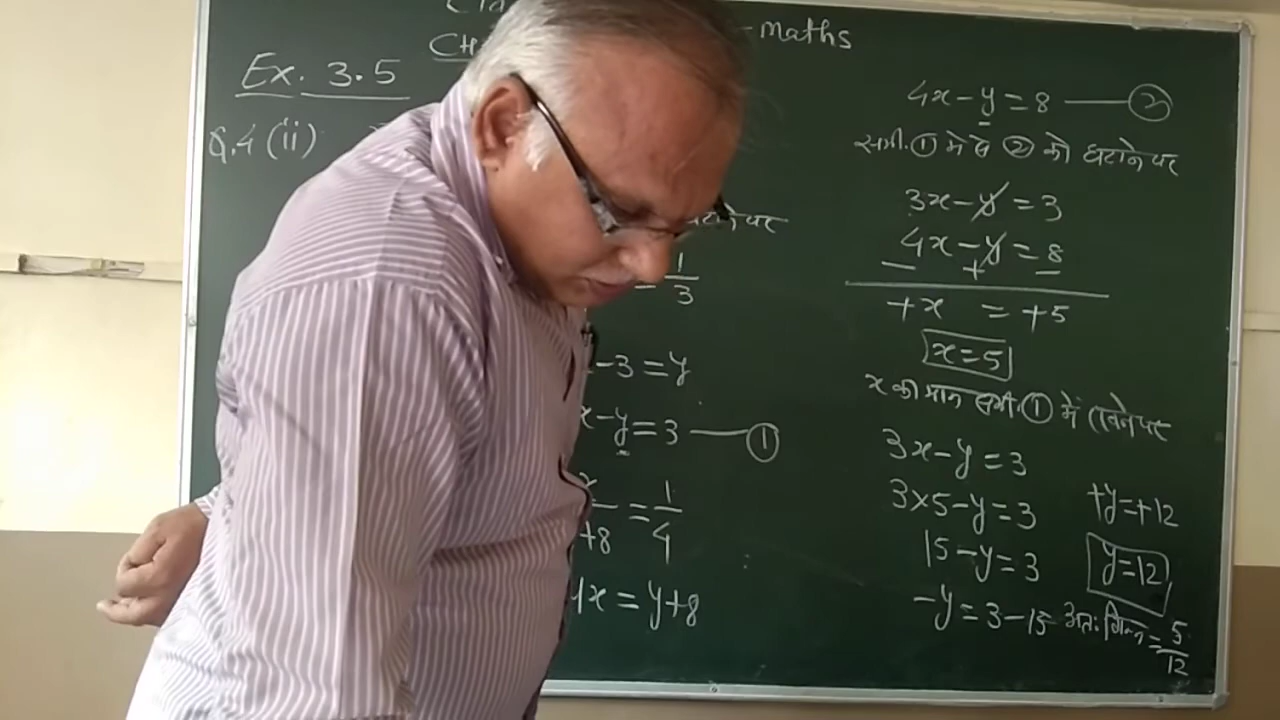 - maths
Ex. 3.5
Q.4 (ii)
1
3
-3 = y
x - y = 3 —— ①
+8 = 1/4
4x = y+8
4x - y = 8 —— ②
समी. ① में से ② को घटाने पर
3x - y = 3
4x - y = 8
- + -
+x = +5
x = 5
x का मान समी. ① में रखने पर
3x - y = 3
3×5 - y = 3
15 - y = 3
-y = 3 - 15
+y = +12
y = 12
अतः भिन्न = 5/12